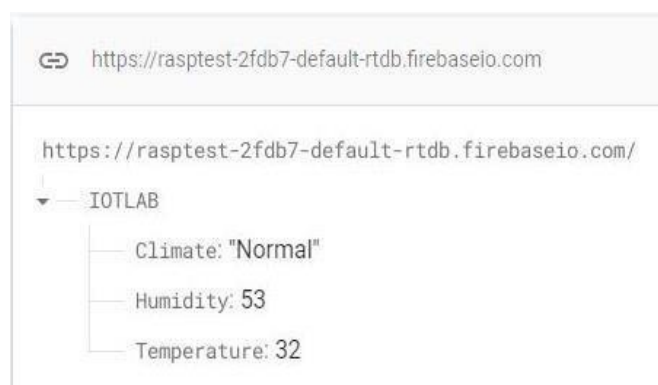 https://rasptest-2fdb7-default-rtdb.firebaseio.com
https://rasptest-2fdb7-default-rtdb.firebaseio.com/
IOTLAB
Climate: "Normal"
Humidity: 53
Temperature: 32